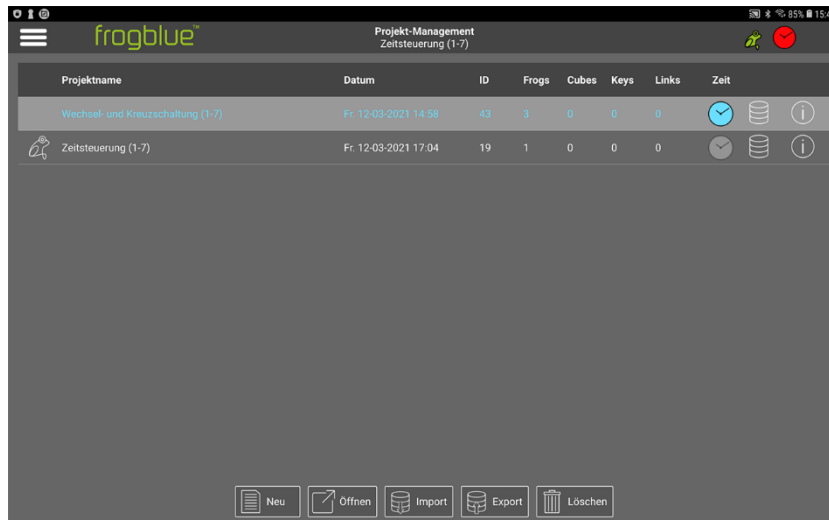 85% 15:4
frogblue™
Projekt-Management
Zeitsteuerung (1-7)
Projektname Datum ID Frogs Cubes Keys Links Zeit
Wechsel- und Kreuzschaltung (1-7) Fr. 12-03-2021 14:58 43 3 0 0 0
Zeitsteuerung (1-7) Fr. 12-03-2021 17:04 19 1 0 0 0
Neu Öffnen Import Export Löschen